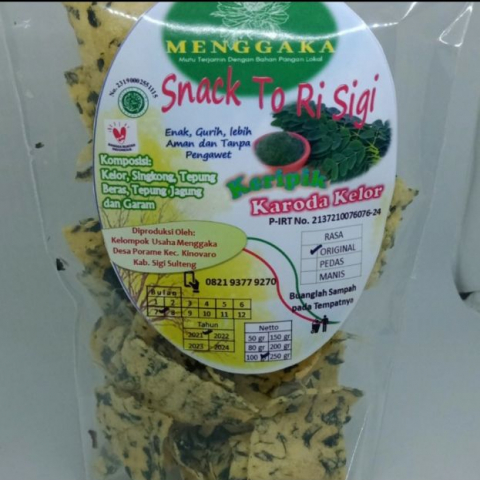 MENGGAKA
Mutu Terjamin Dengan Bahan Pangan Lokal
Snack To Ri Sigi
Enak, Gurih, lebih
Aman dan Tanpa
Pengawet
Komposisi:
Kelor, Singkong, Tepung
Beras, Tepung Jagung
dan Garam
Keripik
Karoda Kelor
P-IRT No. 2137210076076-24
Diproduksi Oleh:
Kelompok Usaha Menggaka
Desa Porame Kec. Kinovaro
Kab. Sigi Sulteng
0821 9377 9270
RASA
ORIGINAL
PEDAS
MANIS
Buanglah Sampah
pada Tempatnya
Bulan
1 2 3 4 5 6
7 8 9 10 11 12
Tahun
2021 2022
2023 2024
Netto
50 gr 150 gr
80 gr 200 gr
100 250 gr